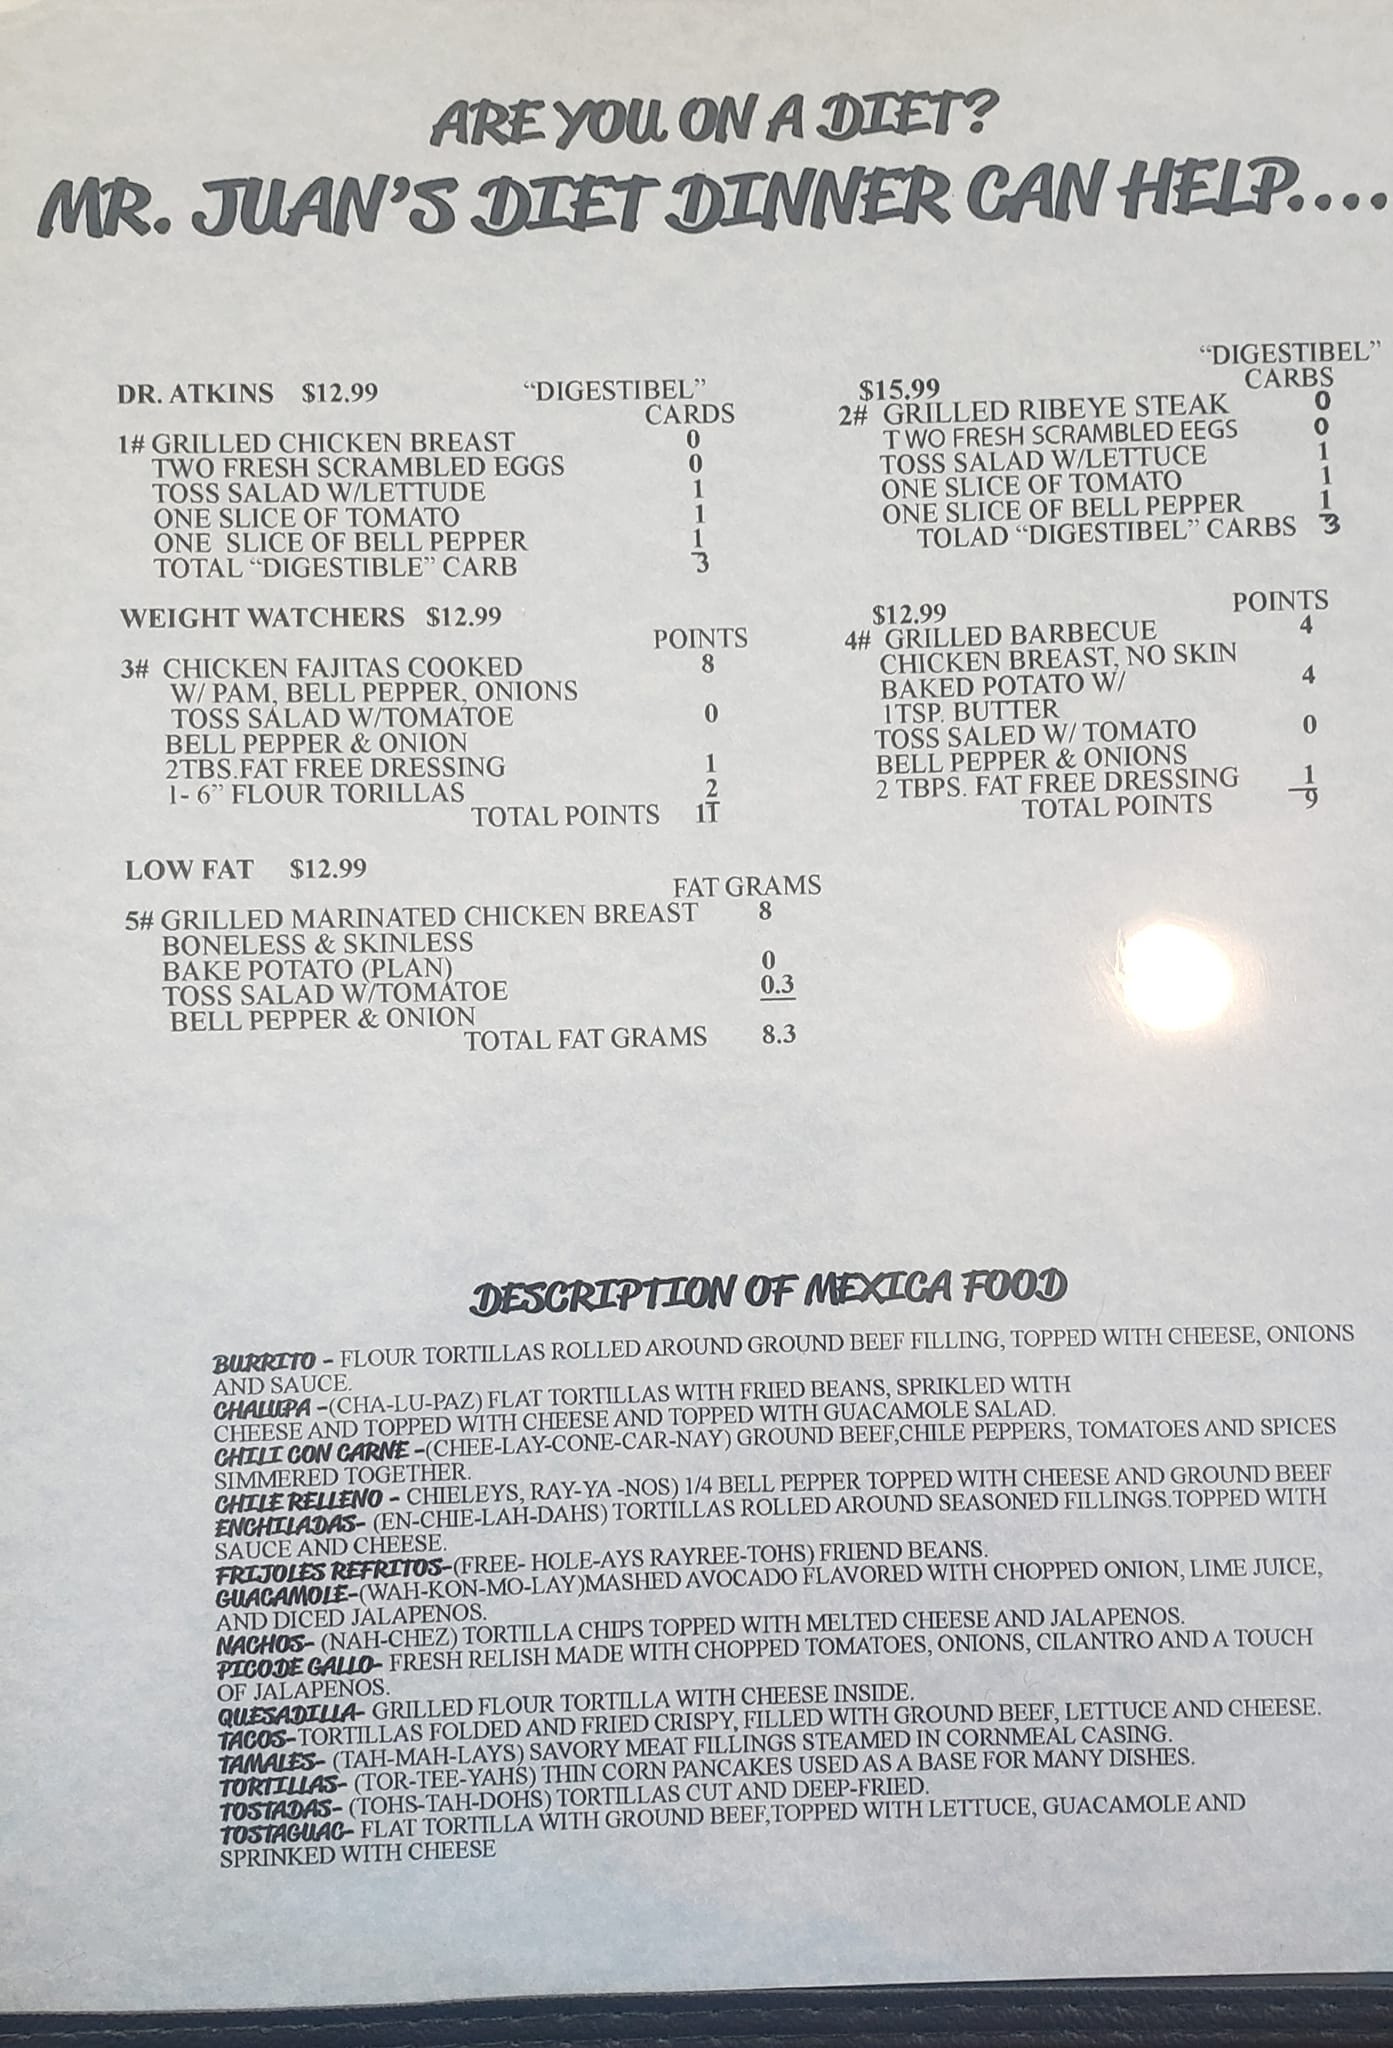 ARE YOU ON A DIET?
MR. JUAN'S DIET DINNER CAN HELP....
DR. ATKINS $12.99 "DIGESTIBEL"
CARDS
1# GRILLED CHICKEN BREAST 0
TWO FRESH SCRAMBLED EGGS 0
TOSS SALAD W/LETTUDE 1
ONE SLICE OF TOMATO 1
ONE SLICE OF BELL PEPPER 1
TOTAL "DIGESTIBLE" CARB 3
"DIGESTIBEL"
$15.99 CARBS
2# GRILLED RIBEYE STEAK 0
TWO FRESH SCRAMBLED EEGS 0
TOSS SALAD W/LETTUCE 1
ONE SLICE OF TOMATO 1
ONE SLICE OF BELL PEPPER 1
TOLAD "DIGESTIBEL" CARBS 3
WEIGHT WATCHERS $12.99
POINTS
3# CHICKEN FAJITAS COOKED 8
W/ PAM, BELL PEPPER, ONIONS
TOSS SALAD W/TOMATOE 0
BELL PEPPER & ONION
2TBS.FAT FREE DRESSING 1
1- 6" FLOUR TORILLAS 2
TOTAL POINTS 11
$12.99 POINTS
4# GRILLED BARBECUE 4
CHICKEN BREAST, NO SKIN
BAKED POTATO W/ 4
1TSP. BUTTER
TOSS SALED W/ TOMATO 0
BELL PEPPER & ONIONS
2 TBPS. FAT FREE DRESSING 1
TOTAL POINTS 9
LOW FAT $12.99
FAT GRAMS
5# GRILLED MARINATED CHICKEN BREAST 8
BONELESS & SKINLESS
BAKE POTATO (PLAN) 0
TOSS SALAD W/TOMATOE 0.3
BELL PEPPER & ONION
TOTAL FAT GRAMS 8.3
DESCRIPTION OF MEXICA FOOD
BURRITO - FLOUR TORTILLAS ROLLED AROUND GROUND BEEF FILLING, TOPPED WITH CHEESE, ONIONS
AND SAUCE.
CHALUPA -(CHA-LU-PAZ) FLAT TORTILLAS WITH FRIED BEANS, SPRIKLED WITH
CHEESE AND TOPPED WITH CHEESE AND TOPPED WITH GUACAMOLE SALAD.
CHILI CON CARNE -(CHEE-LAY-CONE-CAR-NAY) GROUND BEEF,CHILE PEPPERS, TOMATOES AND SPICES
SIMMERED TOGETHER.
CHILE RELLENO - CHIELEYS, RAY-YA -NOS) 1/4 BELL PEPPER TOPPED WITH CHEESE AND GROUND BEEF
ENCHILADAS- (EN-CHIE-LAH-DAHS) TORTILLAS ROLLED AROUND SEASONED FILLINGS.TOPPED WITH
SAUCE AND CHEESE.
FRIJOLES REFRITOS-(FREE- HOLE-AYS RAYREE-TOHS) FRIEND BEANS.
GUACAMOLE-(WAH-KON-MO-LAY)MASHED AVOCADO FLAVORED WITH CHOPPED ONION, LIME JUICE,
AND DICED JALAPENOS.
NACHOS- (NAH-CHEZ) TORTILLA CHIPS TOPPED WITH MELTED CHEESE AND JALAPENOS.
PICO DE GALLO- FRESH RELISH MADE WITH CHOPPED TOMATOES, ONIONS, CILANTRO AND A TOUCH
OF JALAPENOS.
QUESADILLA- GRILLED FLOUR TORTILLA WITH CHEESE INSIDE.
TACOS-TORTILLAS FOLDED AND FRIED CRISPY, FILLED WITH GROUND BEEF, LETTUCE AND CHEESE.
TAMALES- (TAH-MAH-LAYS) SAVORY MEAT FILLINGS STEAMED IN CORNMEAL CASING.
TORTILLAS- (TOR-TEE-YAHS) THIN CORN PANCAKES USED AS A BASE FOR MANY DISHES.
TOSTADAS- (TOHS-TAH-DOHS) TORTILLAS CUT AND DEEP-FRIED.
TOSTAGUAC- FLAT TORTILLA WITH GROUND BEEF,TOPPED WITH LETTUCE, GUACAMOLE AND
SPRINKED WITH CHEESE